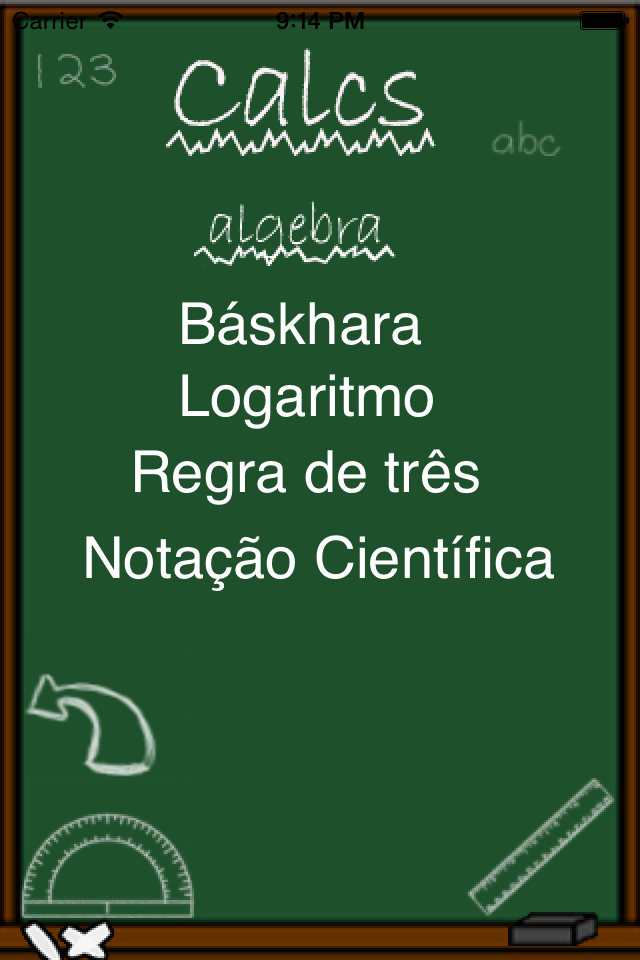 Carrier 9:14 PM
123
Calcs
abc
algebra
Báskhara
Logaritmo
Regra de três
Notação Científica